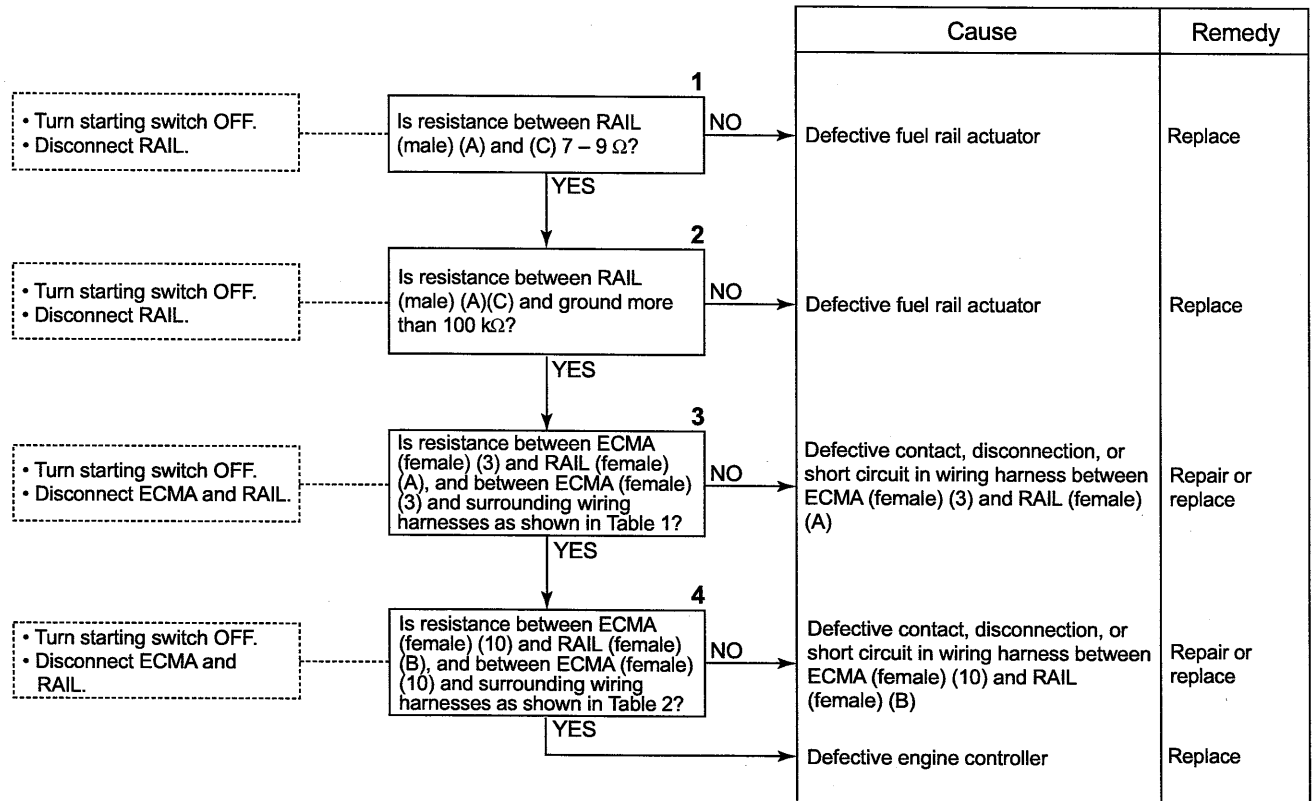 Cause
Remedy
1
• Turn starting switch OFF.
• Disconnect RAIL.
Is resistance between RAIL
(male) (A) and (C) 7 – 9 Ω?
NO
Defective fuel rail actuator
Replace
YES
2
• Turn starting switch OFF.
• Disconnect RAIL.
Is resistance between RAIL
(male) (A)(C) and ground more
than 100 kΩ?
NO
Defective fuel rail actuator
Replace
YES
3
• Turn starting switch OFF.
• Disconnect ECMA and RAIL.
Is resistance between ECMA
(female) (3) and RAIL (female)
(A), and between ECMA (female)
(3) and surrounding wiring
harnesses as shown in Table 1?
NO
Defective contact, disconnection, or
short circuit in wiring harness between
ECMA (female) (3) and RAIL (female)
(A)
Repair or
replace
YES
4
• Turn starting switch OFF.
• Disconnect ECMA and
RAIL.
Is resistance between ECMA
(female) (10) and RAIL (female)
(B), and between ECMA (female)
(10) and surrounding wiring
harnesses as shown in Table 2?
NO
Defective contact, disconnection, or
short circuit in wiring harness between
ECMA (female) (10) and RAIL
(female) (B)
Repair or
replace
YES
Defective engine controller
Replace